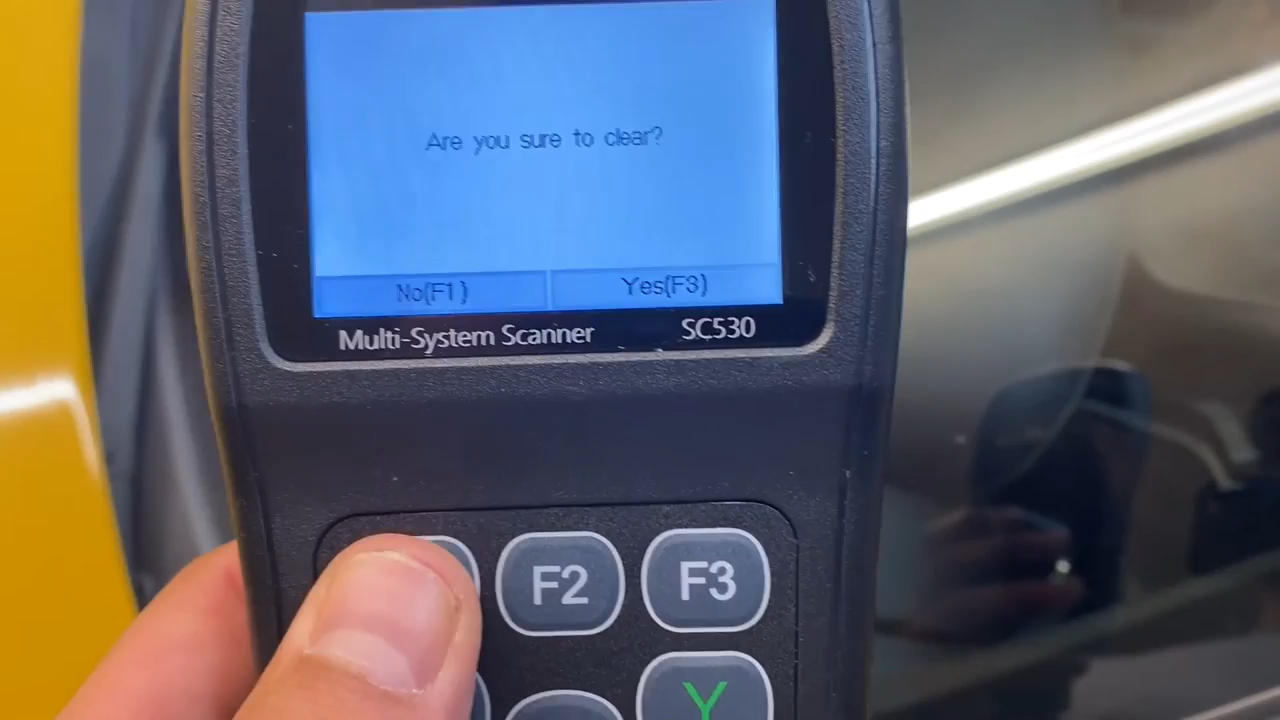 Are you sure to clear?
No(F1) Yes(F3)
Multi-System Scanner SC530
F2 F3
Y